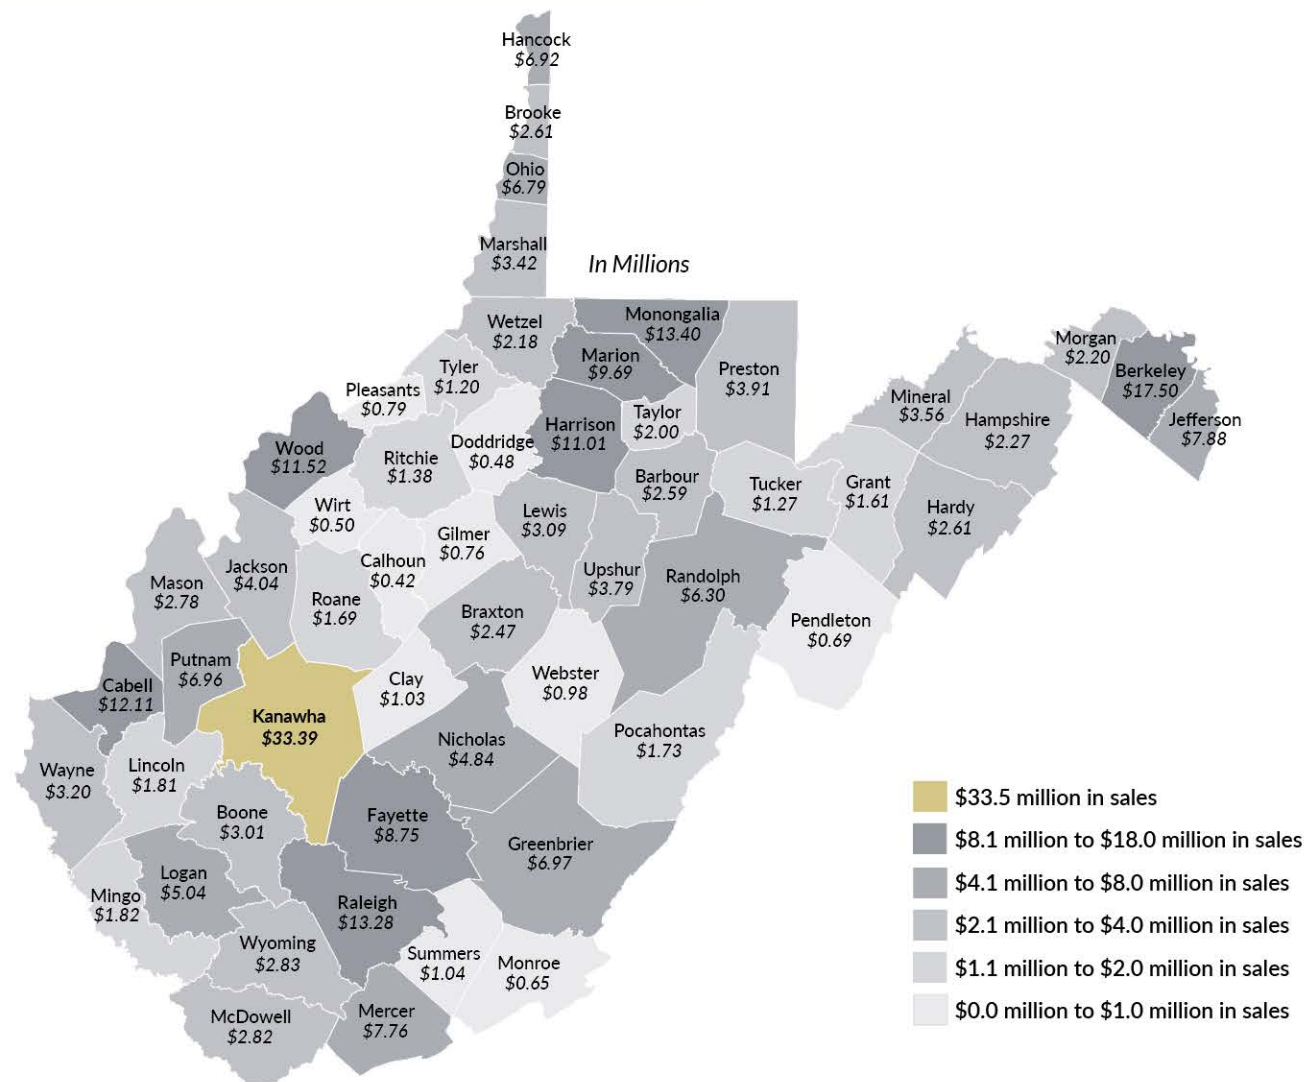 Hancock
$6.92
Brooke
$2.61
Ohio
$6.79
Marshall
$3.42
In Millions
Wetzel
$2.18
Monongalia
$13.40
Marion
$9.69
Preston
$3.91
Morgan
$2.20
Berkeley
$17.50
Jefferson
$7.88
Mineral
$3.56
Hampshire
$2.27
Tyler
$1.20
Pleasants
$0.79
Wood
$11.52
Ritchie
$1.38
Doddridge
$0.48
Harrison
$11.01
Taylor
$2.00
Barbour
$2.59
Tucker
$1.27
Grant
$1.61
Hardy
$2.61
Wirt
$0.50
Lewis
$3.09
Gilmer
$0.76
Calhoun
$0.42
Jackson
$4.04
Mason
$2.78
Roane
$1.69
Upshur
$3.79
Randolph
$6.30
Braxton
$2.47
Pendleton
$0.69
Putnam
$6.96
Cabell
$12.11
Clay
$1.03
Webster
$0.98
Kanawha
$33.39
Nicholas
$4.84
Pocahontas
$1.73
Wayne
$3.20
Lincoln
$1.81
Boone
$3.01
Fayette
$8.75
Greenbrier
$6.97
Logan
$5.04
Mingo
$1.82
Raleigh
$13.28
Wyoming
$2.83
Summers
$1.04
Monroe
$0.65
McDowell
$2.82
Mercer
$7.76
$33.5 million in sales
$8.1 million to $18.0 million in sales
$4.1 million to $8.0 million in sales
$2.1 million to $4.0 million in sales
$1.1 million to $2.0 million in sales
$0.0 million to $1.0 million in sales